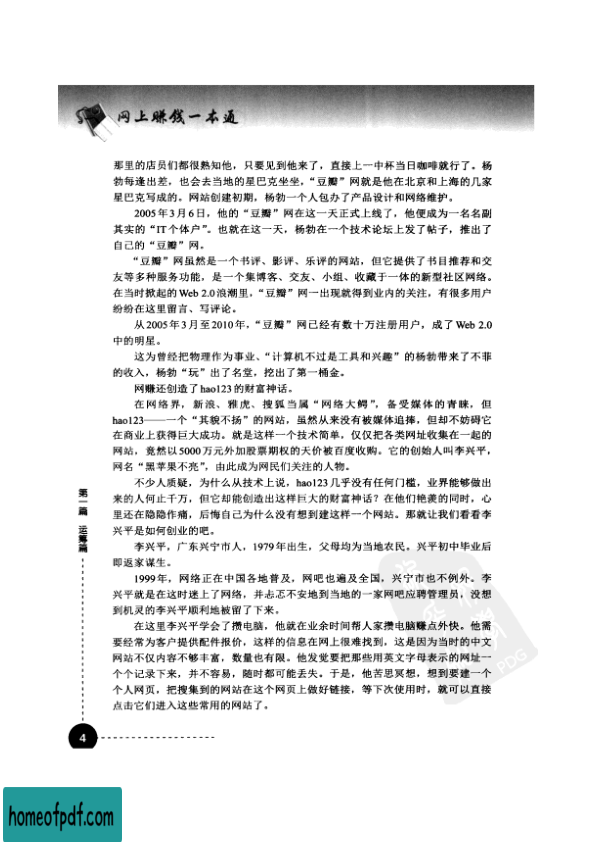 网上赚钱一本通
那里的店员们都很熟知他，只要见到他来了，直接上一中杯当日咖啡就行了。杨
勃每逢出差，也会去当地的星巴克坐坐，“豆瓣”网就是他在北京和上海的几家
星巴克写成的。网站创建初期，杨勃一个人包办了产品设计和网络维护。
2005年3月6日，他的“豆瓣”网在这一天正式上线了，他便成为一名名副
其实的“IT个体户”。也就在这一天，杨勃在一个技术论坛上发了帖子，推出了
自己的“豆瓣”网。
“豆瓣”网虽然是一个书评、影评、乐评的网站，但它提供了书目推荐和交
友等多种服务功能，是一个集博客、交友、小组、收藏于一体的新型社区网络。
在当时掀起的Web 2.0浪潮里，“豆瓣”网一出现就得到业内的关注，有很多用户
纷纷在这里留言、写评论。
从2005年3月至2010年，“豆瓣”网已经有数十万注册用户，成了Web 2.0
中的明星。
这为曾经把物理作为事业、“计算机不过是工具和兴趣”的杨勃带来了不菲
的收入，杨勃“玩”出了名堂，挖出了第一桶金。
网赚还创造了hao123的财富神话。
在网络界，新浪、雅虎、搜狐当属“网络大鳄”，备受媒体的青睐，但
hao123——一个“其貌不扬”的网站，虽然从来没有被媒体追捧，但却不妨碍它
在商业上获得巨大成功。就是这样一个技术简单，仅仅把各类网址收集在一起的
网站，竟然以5000万元外加股票期权的天价被百度收购。它的创始人叫李兴平，
网名“黑苹果不亮”，由此成为网民们关注的人物。
不少人质疑，为什么从技术上说，hao123几乎没有任何门槛，业界能够做出
来的人何止千万，但它却能创造出这样巨大的财富神话？在他们艳羡的同时，心
里还在隐隐作痛，后悔自己为什么没有想到建这样一个网站。那就让我们看看李
兴平是如何创业的吧。
李兴平，广东兴宁市人，1979年出生，父母均为当地农民。兴平初中毕业后
即返家谋生。
1999年，网络正在中国各地普及，网吧也遍及全国，兴宁市也不例外。李
兴平就是在这时迷上了网络，并忐忑不安地到当地的一家网吧应聘管理员，没想
到机灵的李兴平顺利地被留了下来。
在这里李兴平学会了攒电脑，他就在业余时间帮人家攒电脑赚点外快。他需
要经常为客户提供配件报价，这样的信息在网上很难找到，这是因为当时的中文
网站不仅内容不够丰富，数量也有限。他发觉要把那些用英文字母表示的网址一
个个记录下来，并不容易，随时都可能丢失。于是，他苦思冥想，想到要建一个
个人网页，把搜集到的网站在这个网页上做好链接，等下次使用时，就可以直接
点击它们进入这些常用的网站了。
第一篇 运筹篇
4
PDG
homeofpdf.com